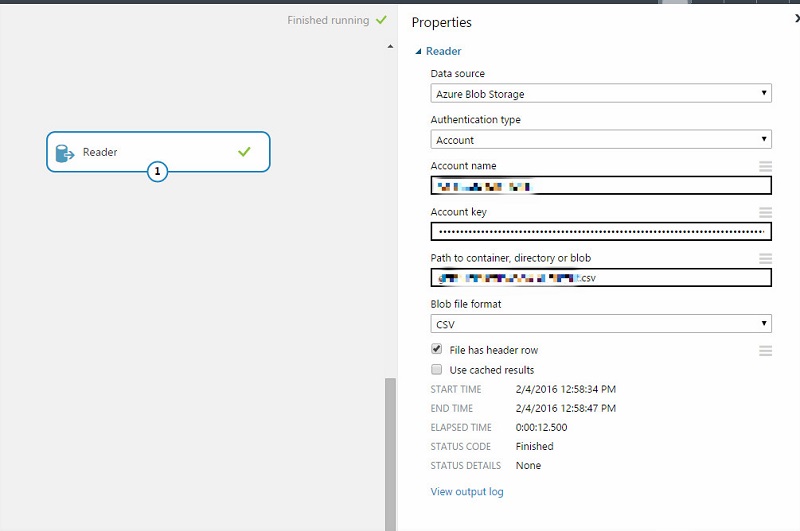 Finished running
Properties
Reader
Data source
Azure Blob Storage
Authentication type
Account
Reader
1
Account name
Account key
Path to container, directory or blob
.csv
Blob file format
CSV
File has header row
Use cached results
START TIME 2/4/2016 12:58:34 PM
END TIME 2/4/2016 12:58:47 PM
ELAPSED TIME 0:00:12.500
STATUS CODE Finished
STATUS DETAILS None
View output log